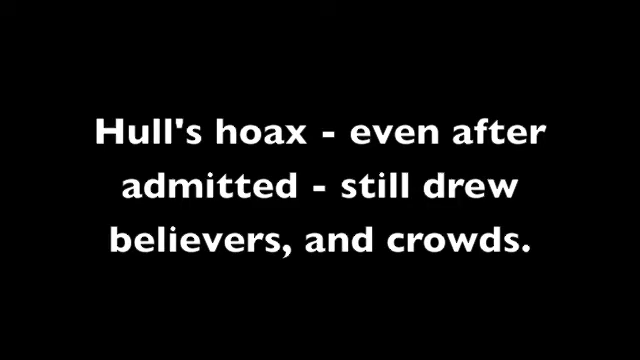 Hull's hoax - even after
admitted - still drew
believers, and crowds.